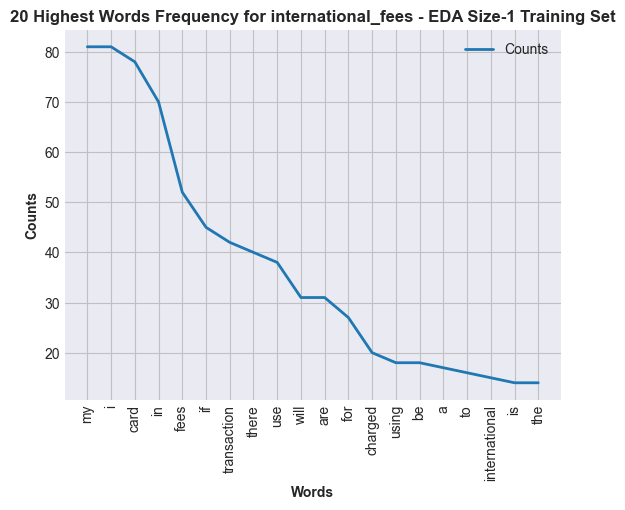 20 Highest Words Frequency for international_fees - EDA Size-1 Training Set
Counts
80
70
60
50
40
30
20
Counts
my
i
card
in
fees
if
transaction
there
use
will
are
for
charged
using
be
a
to
international
is
the
Words